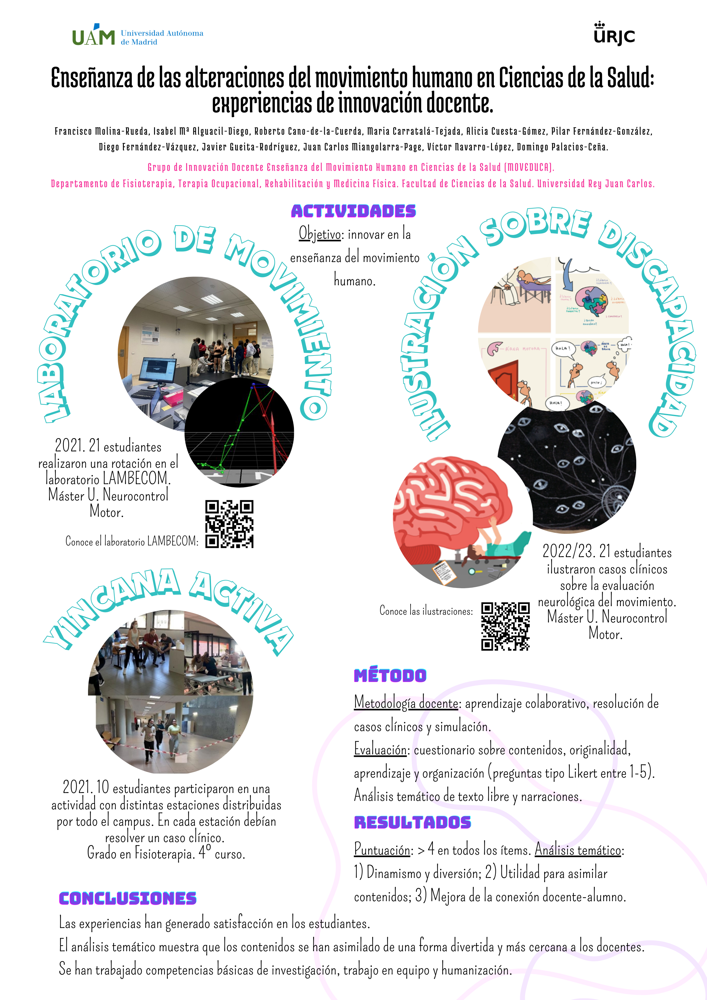 UAM Universidad Autónoma
de Madrid
URJC
Enseñanza de las alteraciones del movimiento humano en Ciencias de la Salud:
experiencias de innovación docente.
Francisco Molina-Rueda, Isabel Mª Alguacil-Diego, Roberto Cano-de-la-Cuerda, Maria Carratalá-Tejada, Alicia Cuesta-Gómez, Pilar Fernández-González,
Diego Fernández-Vázquez, Javier Gueita-Rodríguez, Juan Carlos Miangolarra-Page, Víctor Navarro-López, Domingo Palacios-Ceña.
Grupo de Innovación Docente Enseñanza del Movimiento Humano en Ciencias de la Salud (MOVEDUCA).
Departamento de Fisioterapia, Terapia Ocupacional, Rehabilitación y Medicina Física. Facultad de Ciencias de la Salud. Universidad Rey Juan Carlos.
ACTIVIDADES
Objetivo: innovar en la
enseñanza del movimiento
humano.
LABORATORIO DE MOVIMIENTO
2021. 21 estudiantes
realizaron una rotación en el
laboratorio LAMBECOM.
Máster U. Neurocontrol
Motor.
Conoce el laboratorio LAMBECOM:
ILUSTRACIÓN SOBRE DISCAPACIDAD
ÁREA MOTORA
HOLA!
ÁREA
DE
BROCA
HOLA!
HOLA!
2022/23. 21 estudiantes
ilustraron casos clínicos
sobre la evaluación
neurológica del movimiento.
Máster U. Neurocontrol
Motor.
Conoce las ilustraciones:
YINCANA ACTIVA
2021. 10 estudiantes participaron en una
actividad con distintas estaciones distribuidas
por todo el campus. En cada estación debían
resolver un caso clínico.
Grado en Fisioterapia. 4º curso.
MÉTODO
Metodología docente: aprendizaje colaborativo, resolución de
casos clínicos y simulación.
Evaluación: cuestionario sobre contenidos, originalidad,
aprendizaje y organización (preguntas tipo Likert entre 1-5).
Análisis temático de texto libre y narraciones.
RESULTADOS
Puntuación: > 4 en todos los ítems. Análisis temático:
1) Dinamismo y diversión; 2) Utilidad para asimilar
contenidos; 3) Mejora de la conexión docente-alumno.
CONCLUSIONES
Las experiencias han generado satisfacción en los estudiantes.
El análisis temático muestra que los contenidos se han asimilado de una forma divertida y más cercana a los docentes.
Se han trabajado competencias básicas de investigación, trabajo en equipo y humanización.